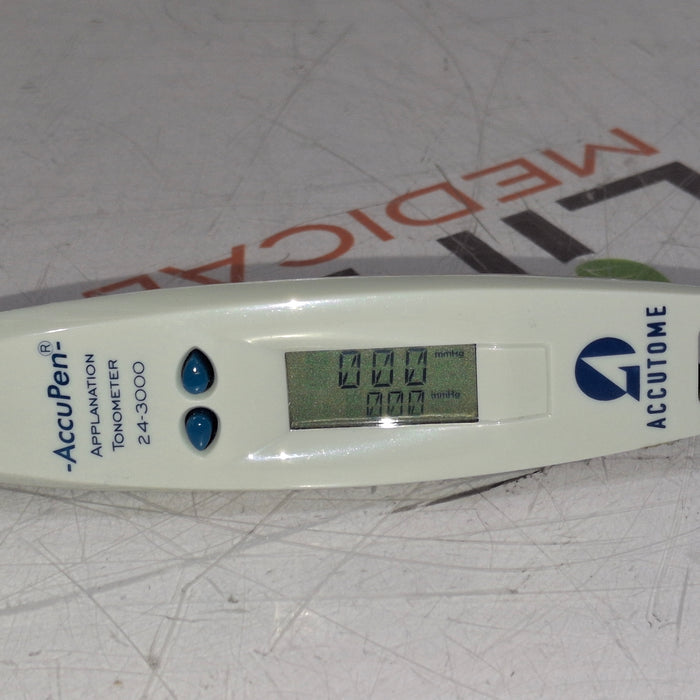 -AccuPen®-
APPLANATION
TONOMETER
24-3000
000 mmHg
000 mmHg
ACCUTOME
MEDICAL